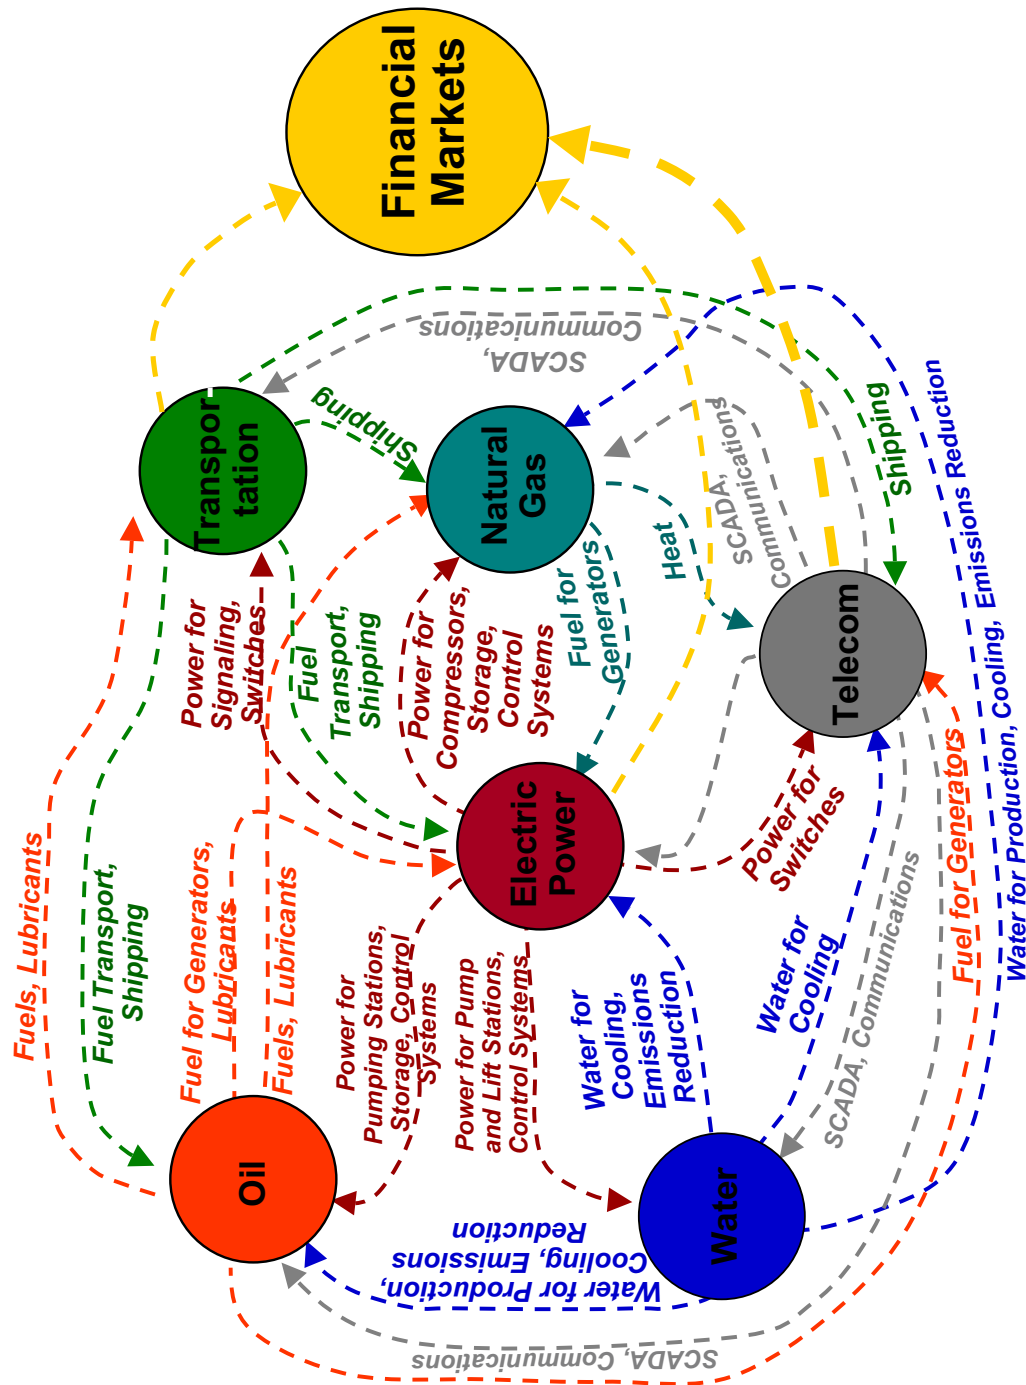 Fuels, Lubricants
Fuel Transport,
Shipping
Fuel for Generators,
Lubricants
Fuels, Lubricants
Oil
Power for
Signaling,
Switches
Transpor
tation
Fuel
Transport,
Shipping
Shipping
SCADA,
Communications
Financial
Markets
Power for
Pumping Stations,
Storage, Control
Systems
Power for
Compressors,
Storage,
Control
Systems
Natural
Gas
Power for Pump
and Lift Stations,
Control Systems
Electric
Power
Fuel for
Generators
Heat
SCADA,
Communications
Water for
Cooling,
Emissions
Reduction
Water for Production,
Cooling, Emissions
Reduction
SCADA, Communications
Water
Power for
Switches
Water for
Cooling
SCADA, Communications
Telecom
Shipping
Fuel for Generators
Water for Production, Cooling, Emissions Reduction